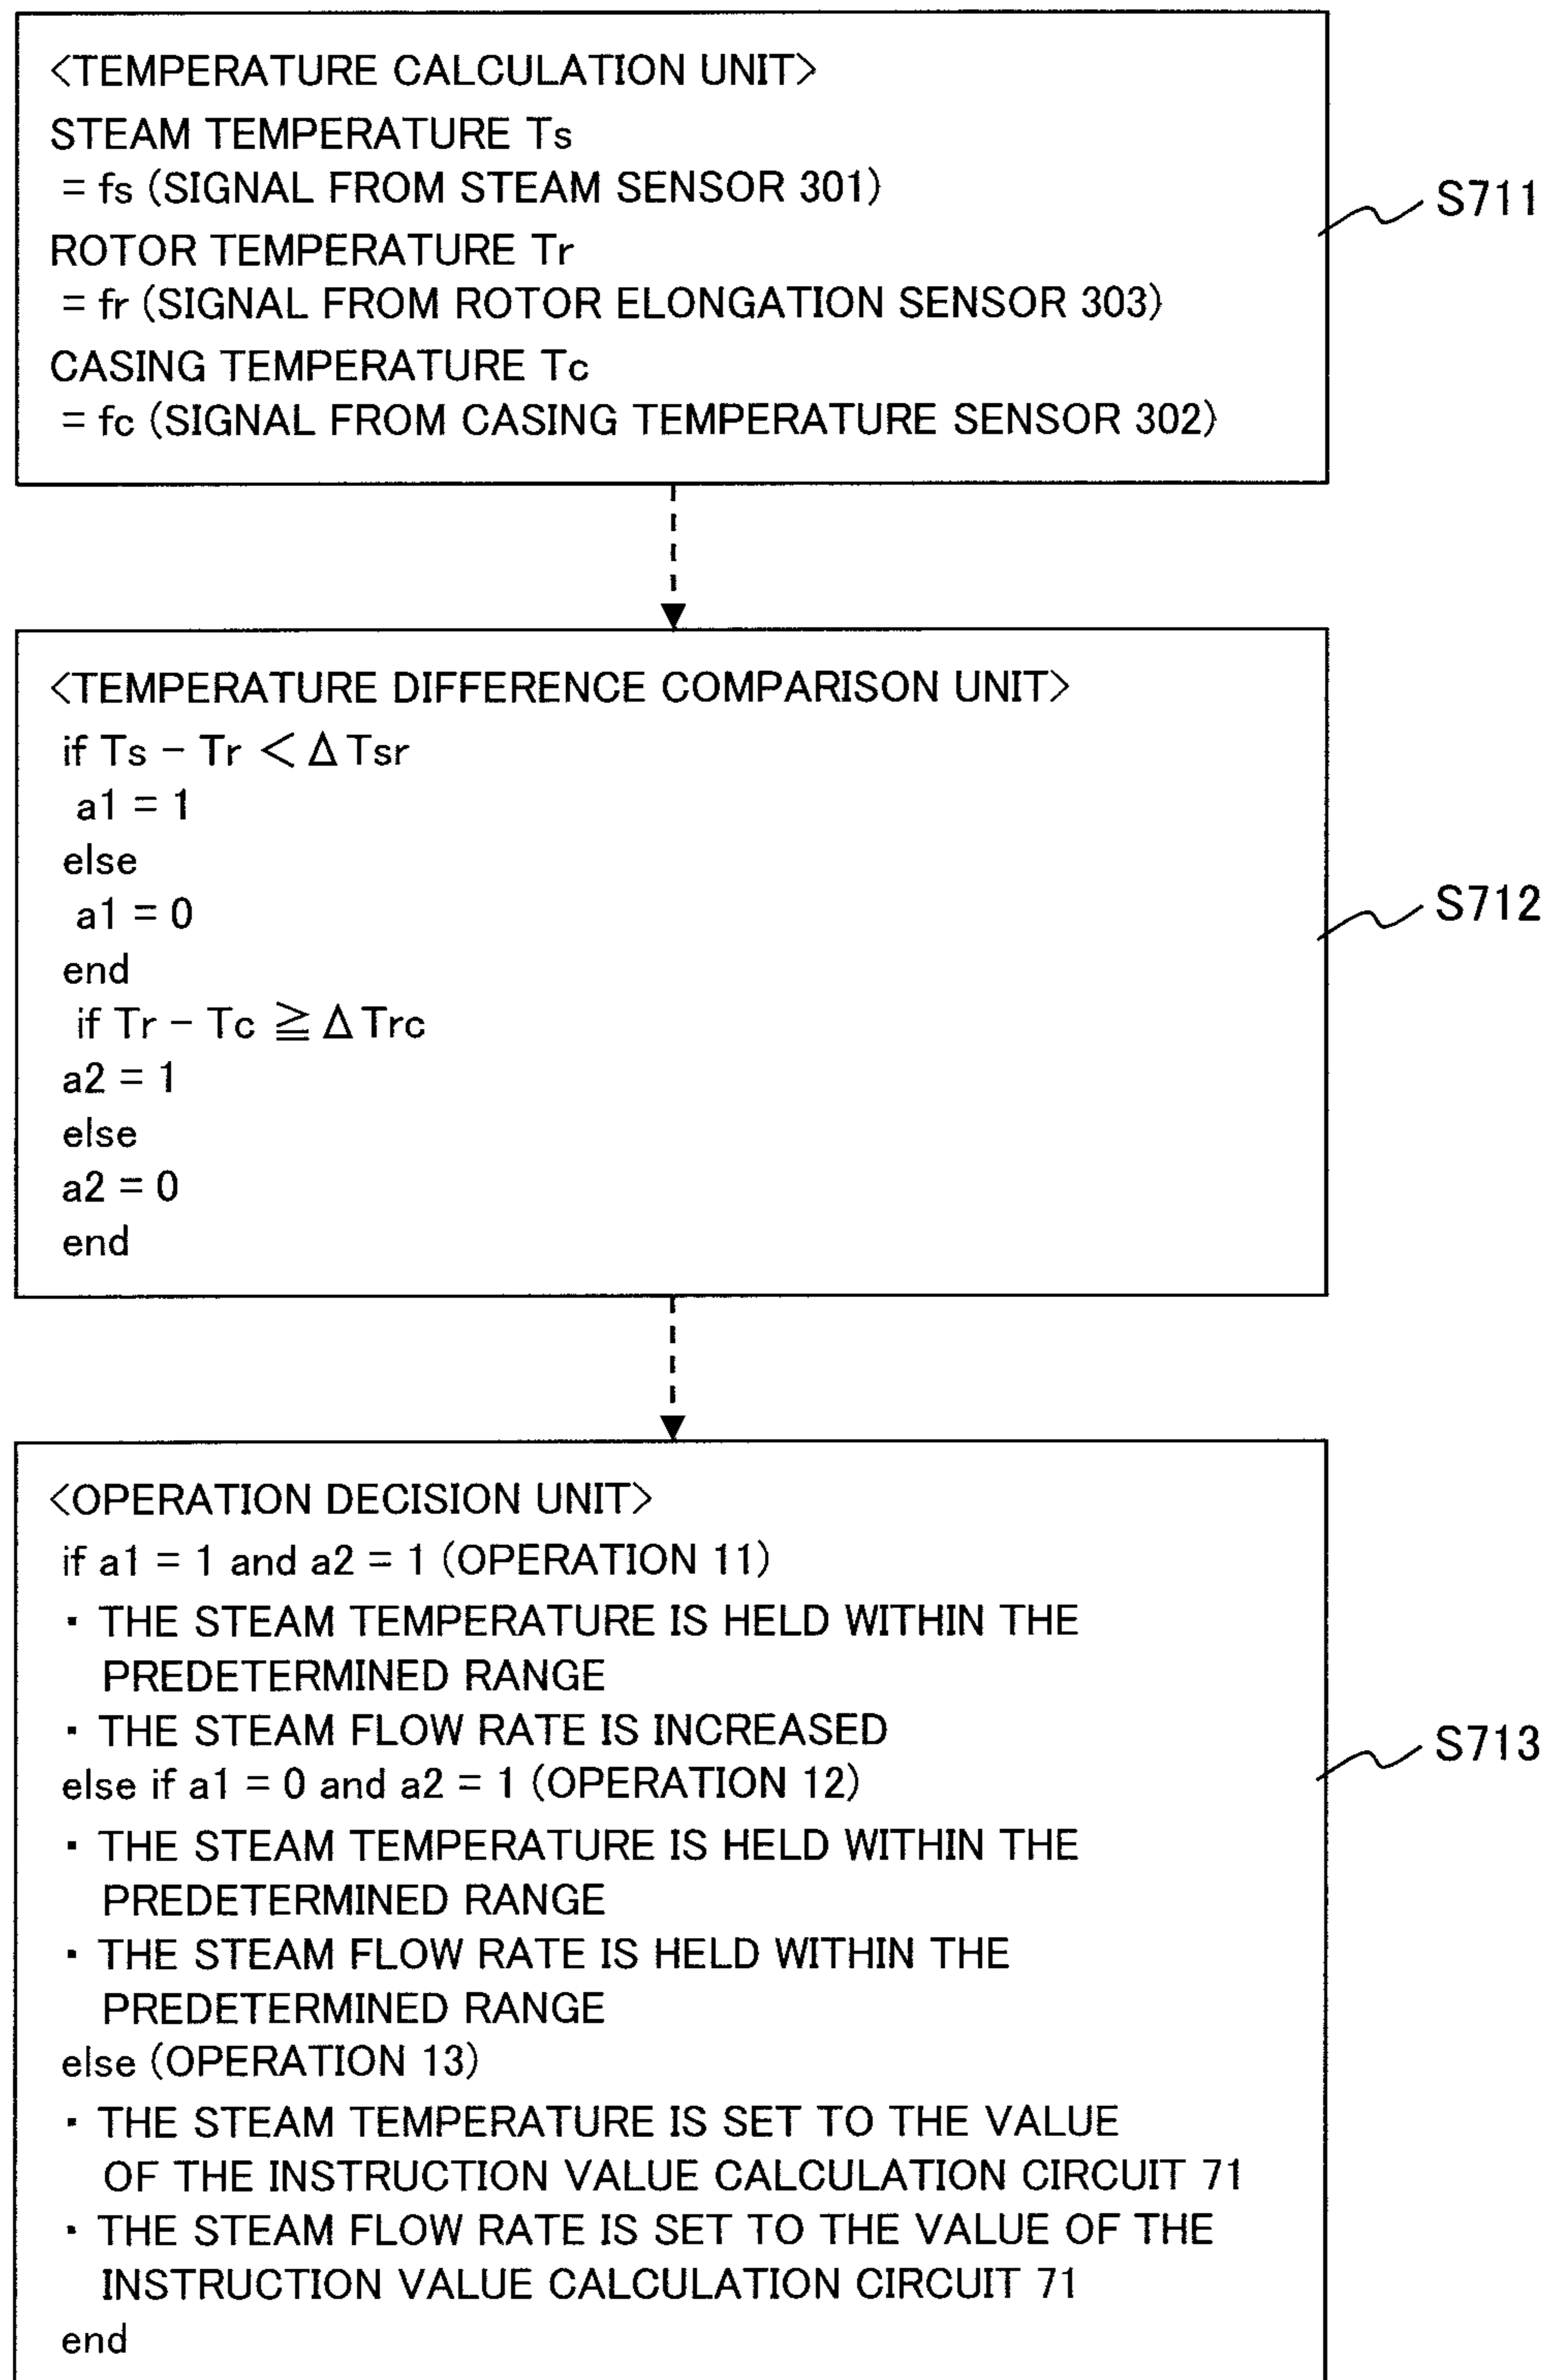 <TEMPERATURE CALCULATION UNIT>
STEAM TEMPERATURE Ts
= fs (SIGNAL FROM STEAM SENSOR 301)
ROTOR TEMPERATURE Tr
= fr (SIGNAL FROM ROTOR ELONGATION SENSOR 303)
CASING TEMPERATURE Tc
= fc (SIGNAL FROM CASING TEMPERATURE SENSOR 302)
S711
<TEMPERATURE DIFFERENCE COMPARISON UNIT>
if Ts - Tr < ΔTsr
a1 = 1
else
a1 = 0
end
if Tr - Tc ≧ ΔTrc
a2 = 1
else
a2 = 0
end
S712
<OPERATION DECISION UNIT>
if a1 = 1 and a2 = 1 (OPERATION 11)
・THE STEAM TEMPERATURE IS HELD WITHIN THE
PREDETERMINED RANGE
・THE STEAM FLOW RATE IS INCREASED
else if a1 = 0 and a2 = 1 (OPERATION 12)
・THE STEAM TEMPERATURE IS HELD WITHIN THE
PREDETERMINED RANGE
・THE STEAM FLOW RATE IS HELD WITHIN THE
PREDETERMINED RANGE
else (OPERATION 13)
・THE STEAM TEMPERATURE IS SET TO THE VALUE
OF THE INSTRUCTION VALUE CALCULATION CIRCUIT 71
・THE STEAM FLOW RATE IS SET TO THE VALUE OF THE
INSTRUCTION VALUE CALCULATION CIRCUIT 71
end
S713